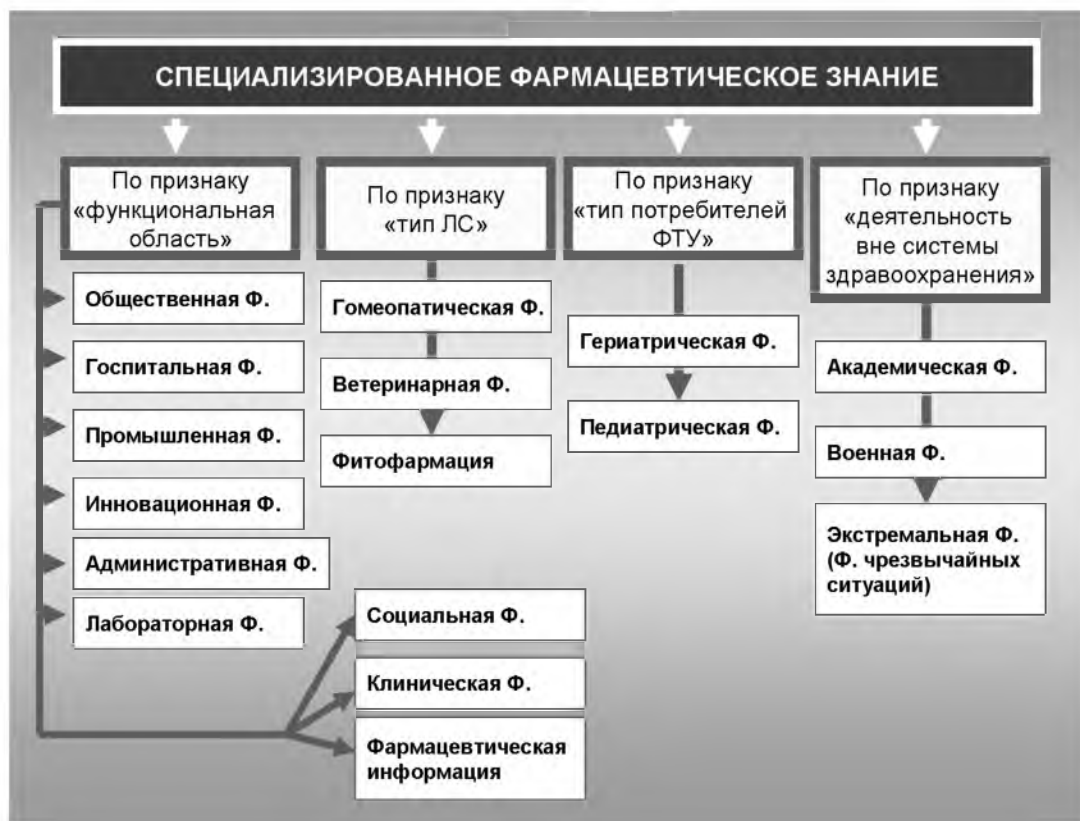 СПЕЦИАЛИЗИРОВАННОЕ ФАРМАЦЕВТИЧЕСКОЕ ЗНАНИЕ
По признаку
«функциональная
область»
Общественная Ф.
Госпитальная Ф.
Промышленная Ф.
Инновационная Ф.
Административная Ф.
Лабораторная Ф.
Социальная Ф.
Клиническая Ф.
Фармацевтическая
информация
По признаку
«тип ЛС»
Гомеопатическая Ф.
Ветеринарная Ф.
Фитофармация
По признаку
«тип потребителей
ФТУ»
Гериатрическая Ф.
Педиатрическая Ф.
По признаку
«деятельность
вне системы
здравоохранения»
Академическая Ф.
Военная Ф.
Экстремальная Ф.
(Ф. чрезвычайных
ситуаций)